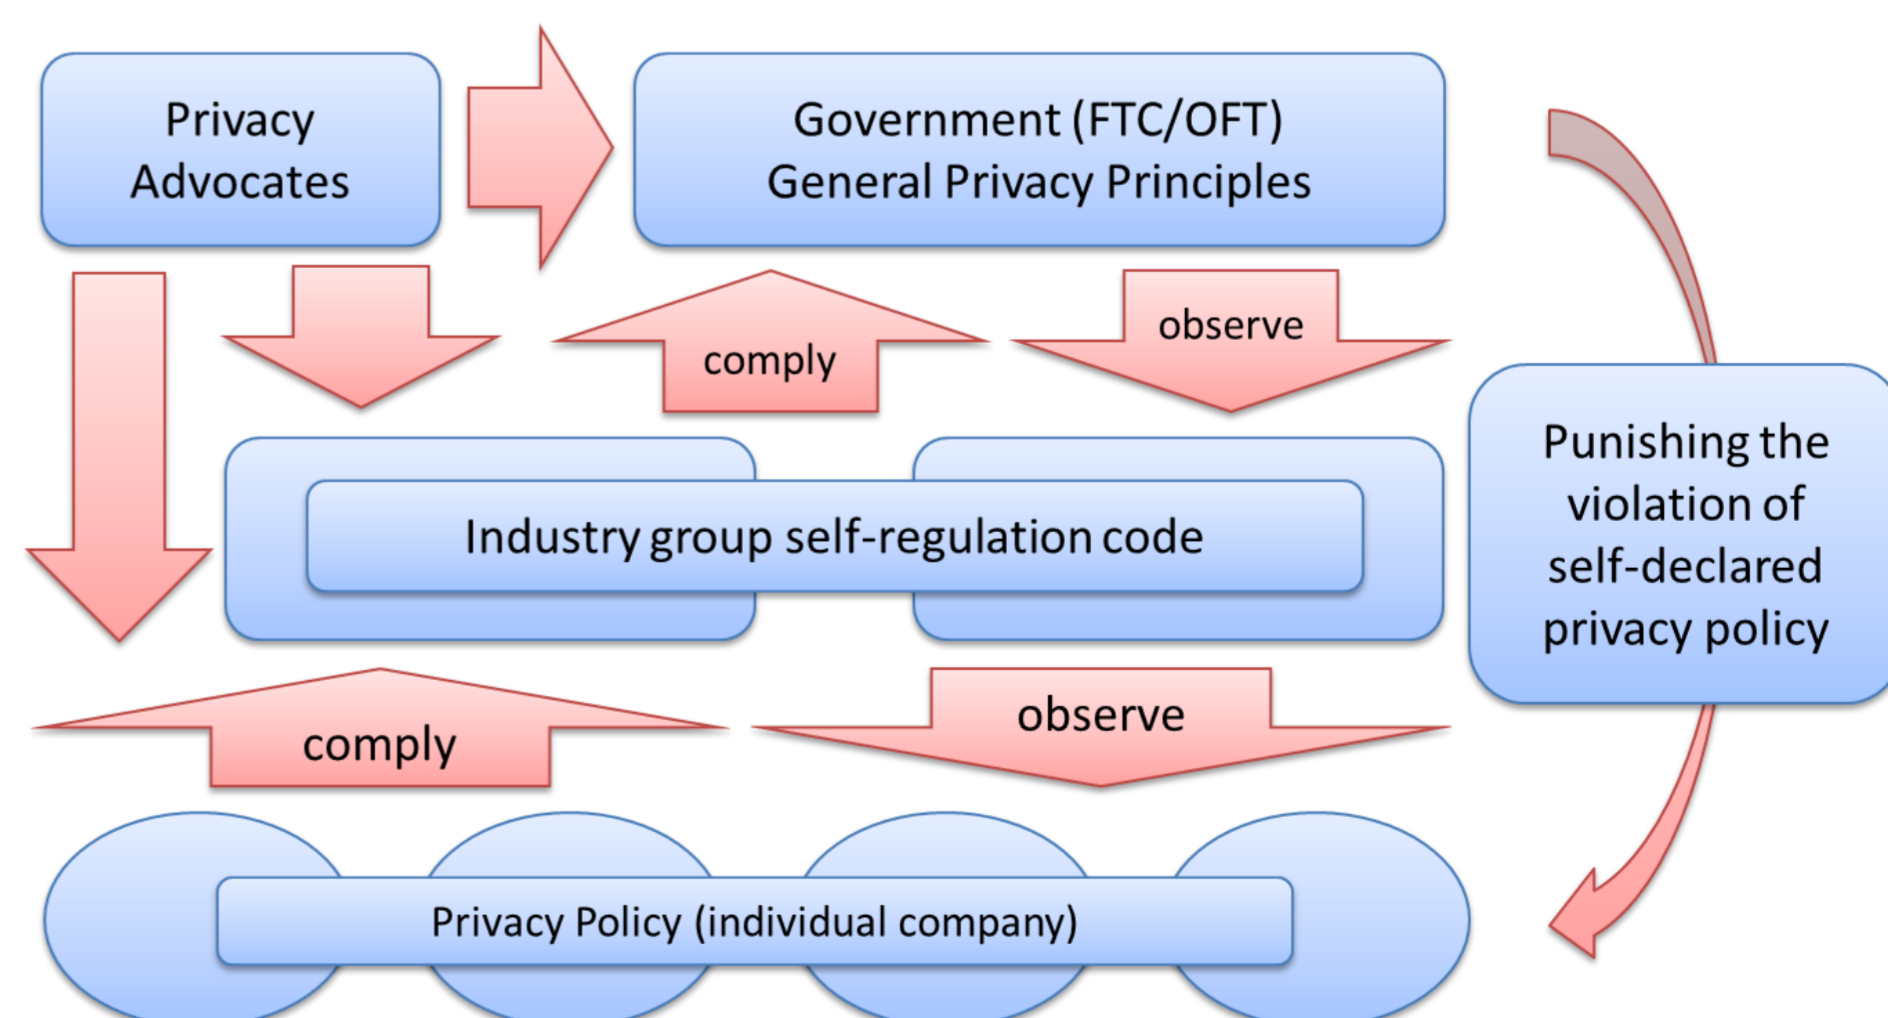 Privacy
Advocates
Government (FTC/OFT)
General Privacy Principles
comply
observe
Industry group self-regulation code
Punishing the
violation of
self-declared
privacy policy
comply
observe
Privacy Policy (individual company)